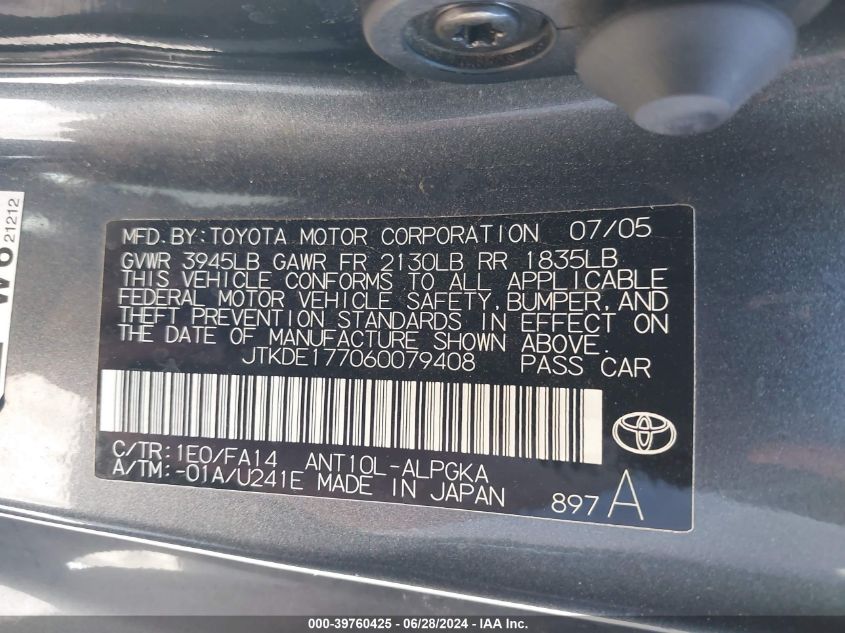 MFD. BY: TOYOTA MOTOR CORPORATION 07/05
GVWR 3945LB GAWR FR 2130LB RR 1835LB
THIS VEHICLE CONFORMS TO ALL APPLICABLE
FEDERAL MOTOR VEHICLE SAFETY, BUMPER, AND
THEFT PREVENTION STANDARDS IN EFFECT ON
THE DATE OF MANUFACTURE SHOWN ABOVE.
JTKDE177060079408 PASS CAR
C/TR: 1E0/FA14 ANT10L-ALPGKA
A/TM: -01A/U241E MADE IN JAPAN
897 A
21212
000-39760425 - 06/28/2024 - IAA Inc.